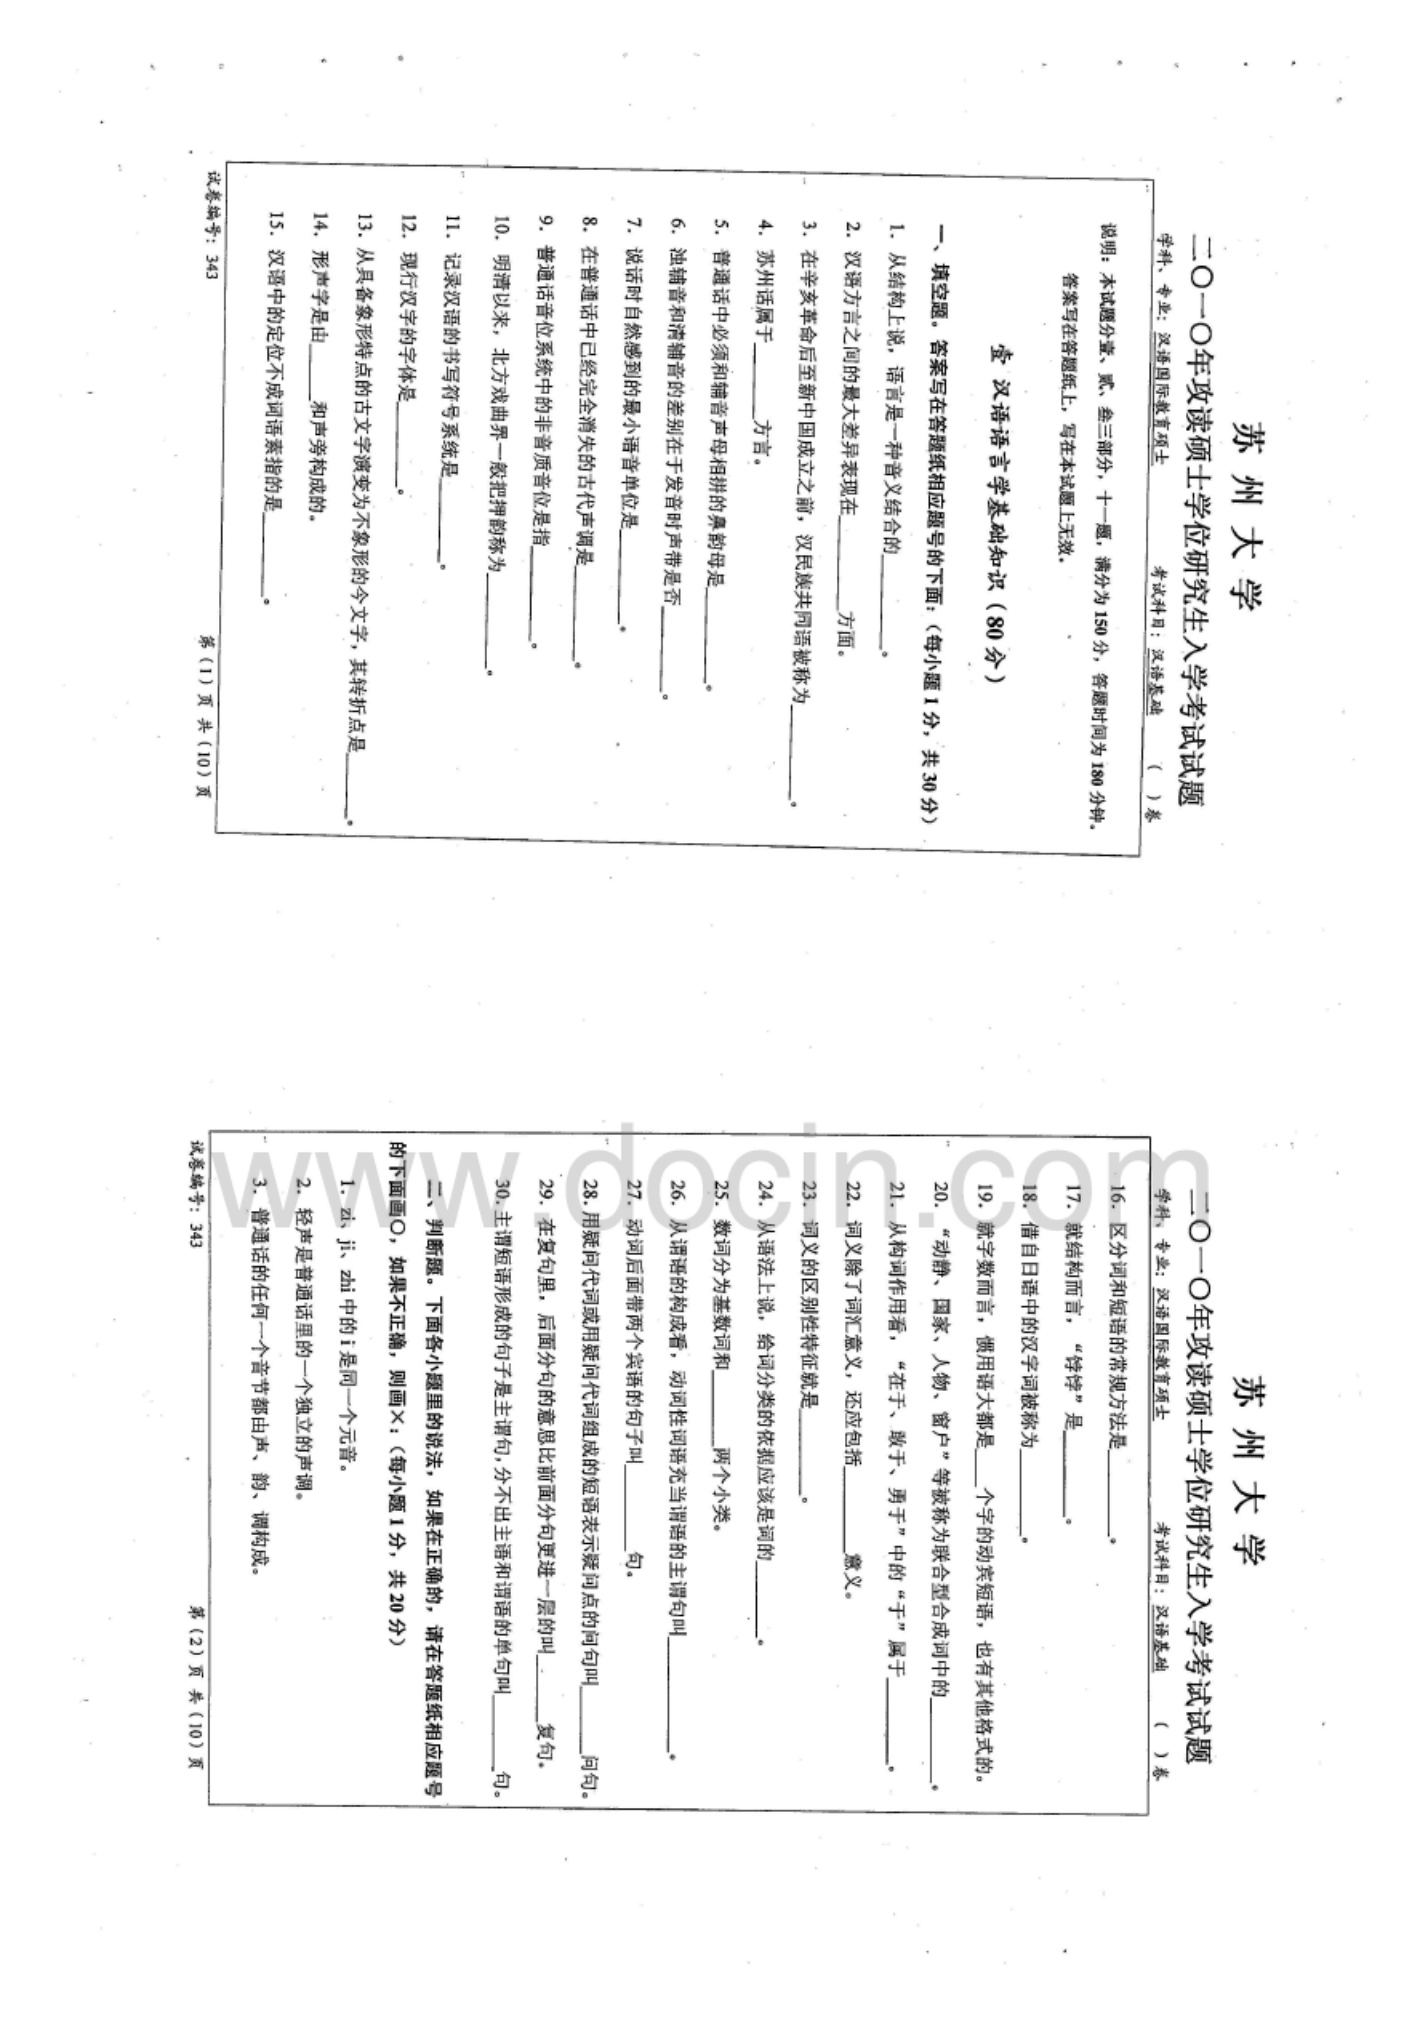 苏州大学
二〇一〇年攻读硕士学位研究生入学考试试题
学科、专业：汉语国际教育硕士 考试科目：汉语基础 （ ）卷
说明：本试题分壹、贰、叁三部分，十一题，满分为150分，答题时间为180分钟。
答案写在答题纸上，写在本试题上无效。
壹 汉语语言学基础知识（80分）
一、填空题。答案写在答题纸相应题号的下面：（每小题1分，共30分）
1. 从结构上说，语言是一种音义结合的______。
2. 汉语方言之间的最大差异表现在______方面。
3. 在辛亥革命后至新中国成立之前，汉民族共同语被称为______。
4. 苏州话属于______方言。
5. 普通话中必须和辅音声母相拼的鼻韵母是______。
6. 浊辅音和清辅音的差别在于发音时声带是否______。
7. 说话时自然感到的最小语音单位是______。
8. 在普通话中已经完全消失的古代声调是______。
9. 普通话音位系统中的非音质音位是指______。
10. 明清以来，北方戏曲界一般把押韵称为______。
11. 记录汉语的书写符号系统是______。
12. 现行汉字的字体是______。
13. 从具备象形特点的古文字演变为不象形的今文字，其转折点是______。
14. 形声字是由____和声旁构成的。
15. 汉语中的定位不成词语素指的是______。
试卷编号：343 第（1）页 共（10）页
苏州大学
二〇一〇年攻读硕士学位研究生入学考试试题
学科、专业：汉语国际教育硕士 考试科目：汉语基础 （ ）卷
16. 区分词和短语的常规方法是______。
17. 就结构而言，“饽饽”是______。
18. 借自日语中的汉字词被称为______。
19. 就字数而言，惯用语大都是___个字的动宾短语，也有其他格式的。
20. “动静、国家、人物、窗户”等被称为联合型合成词中的______。
21. 从构词作用看，“在于、敢于、勇于”中的“于”属于______。
22. 词义除了词汇意义，还应包括______意义。
23. 词义的区别性特征就是______。
24. 从语法上说，给词分类的依据应该是词的______。
25. 数词分为基数词和______两个小类。
26. 从谓语的构成看，动词性词语充当谓语的主谓句叫______。
27. 动词后面带两个宾语的句子叫______句。
28. 用疑问代词或用疑问代词组成的短语表示疑问点的问句叫_____问句。
29. 在复句里，后面分句的意思比前面分句更进一层的叫_____复句。
30. 主谓短语形成的句子是主谓句，分不出主语和谓语的单句叫______句。
二、判断题。下面各小题里的说法，如果在正确的，请在答题纸相应题号
的下面画〇，如果不正确，则画×：（每小题1分，共20分）
1. zi、ji、zhi中的i是同一个元音。
2. 轻声是普通话里的一个独立的声调。
3. 普通话的任何一个音节都由声、韵、调构成。
试卷编号：343 第（2）页 共（10）页
www.docin.com